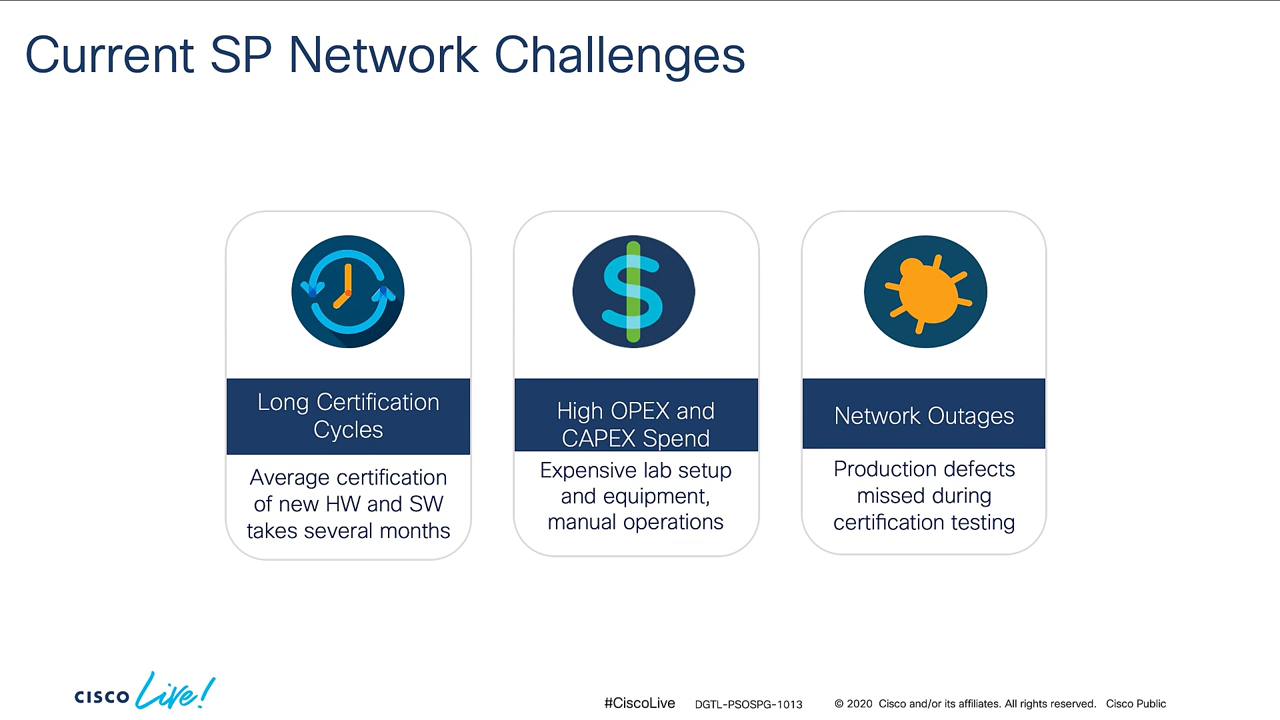 Current SP Network Challenges
Long Certification
Cycles
Average certification
of new HW and SW
takes several months
High OPEX and
CAPEX Spend
Expensive lab setup
and equipment,
manual operations
Network Outages
Production defects
missed during
certification testing
CISCO Live!
#CiscoLive
DGTL-PSOSPG-1013
© 2020 Cisco and/or its affiliates. All rights reserved. Cisco Public